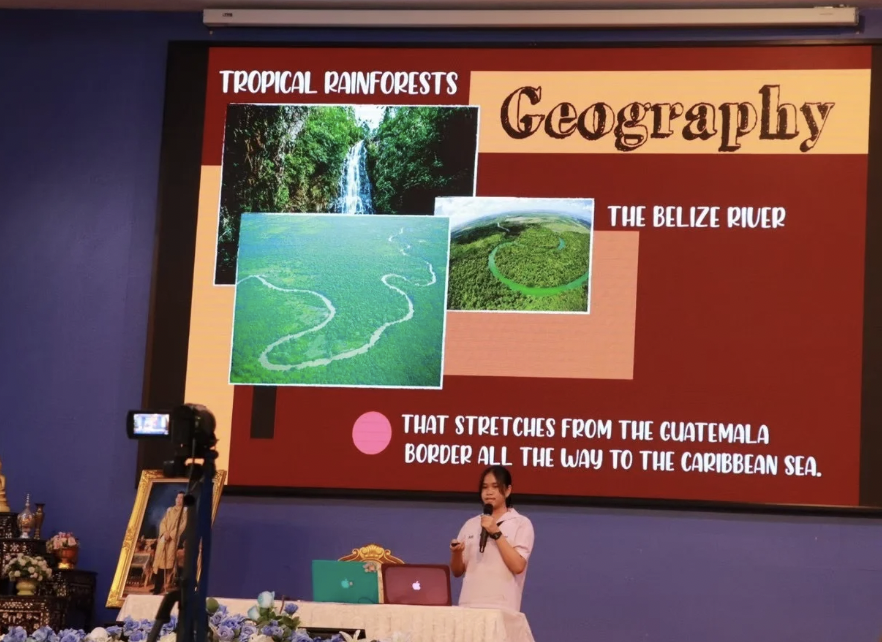 TROPICAL RAINFORESTS
Geography
THE BELIZE RIVER
THAT STRETCHES FROM THE GUATEMALA
BORDER ALL THE WAY TO THE CARIBBEAN SEA.